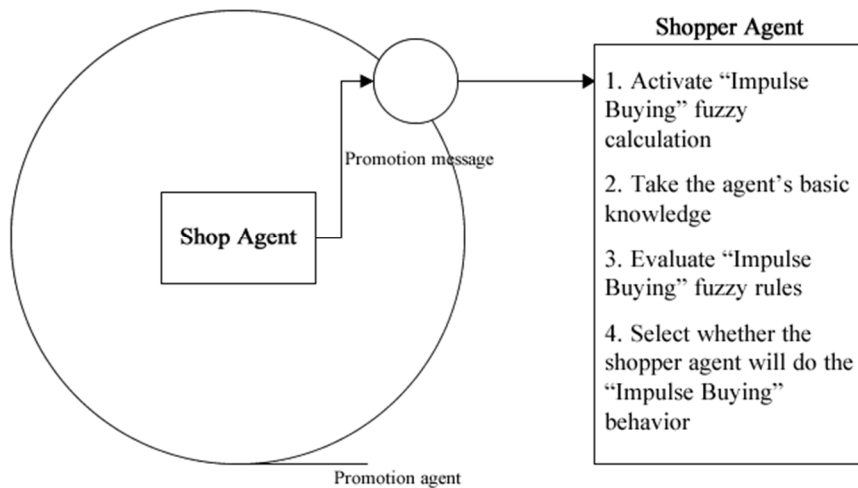 Shopper Agent
1. Activate “Impulse
Buying” fuzzy
calculation
2. Take the agent’s basic
knowledge
3. Evaluate “Impulse
Buying” fuzzy rules
4. Select whether the
shopper agent will do the
“Impulse Buying”
behavior
Promotion message
Shop Agent
Promotion agent